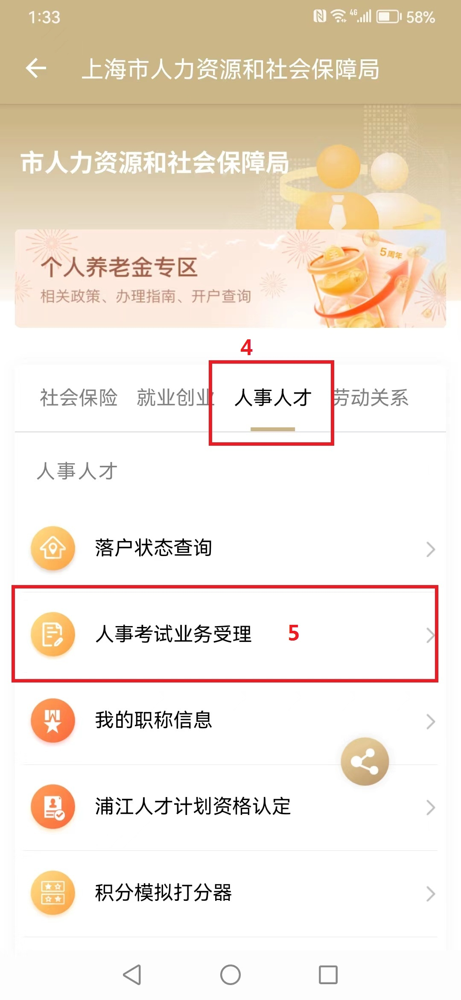 1:33
4G
58%
上海市人力资源和社会保障局
市人力资源和社会保障局
个人养老金专区
5周年
相关政策、办理指南、开户查询
4
社会保险 就业创业 人事人才 劳动关系
人事人才
落户状态查询
人事考试业务受理 5
我的职称信息
浦江人才计划资格认定
积分模拟打分器